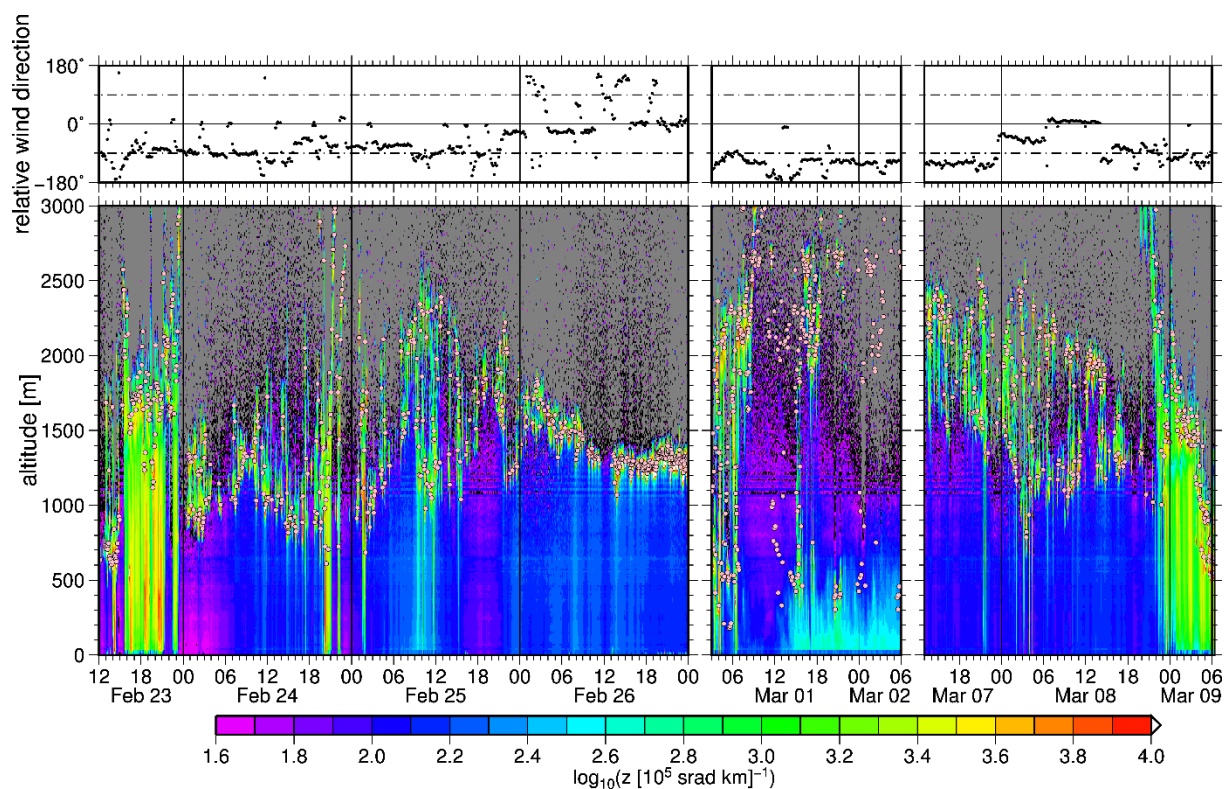 relative wind direction
180°
0°
−180°
altitude [m]
3000
2500
2000
1500
1000
500
0
12 18 00 06 12 18 00 06 12 18 00 06 12 18 00 06 12 18 00 06 12 18 00 06 12 18 00 06
Feb 23 Feb 24 Feb 25 Feb 26 Mar 01 Mar 02 Mar 07 Mar 08 Mar 09
1.6 1.8 2.0 2.2 2.4 2.6 2.8 3.0 3.2 3.4 3.6 3.8 4.0
log₁₀(z [10⁵ srad km]⁻¹)